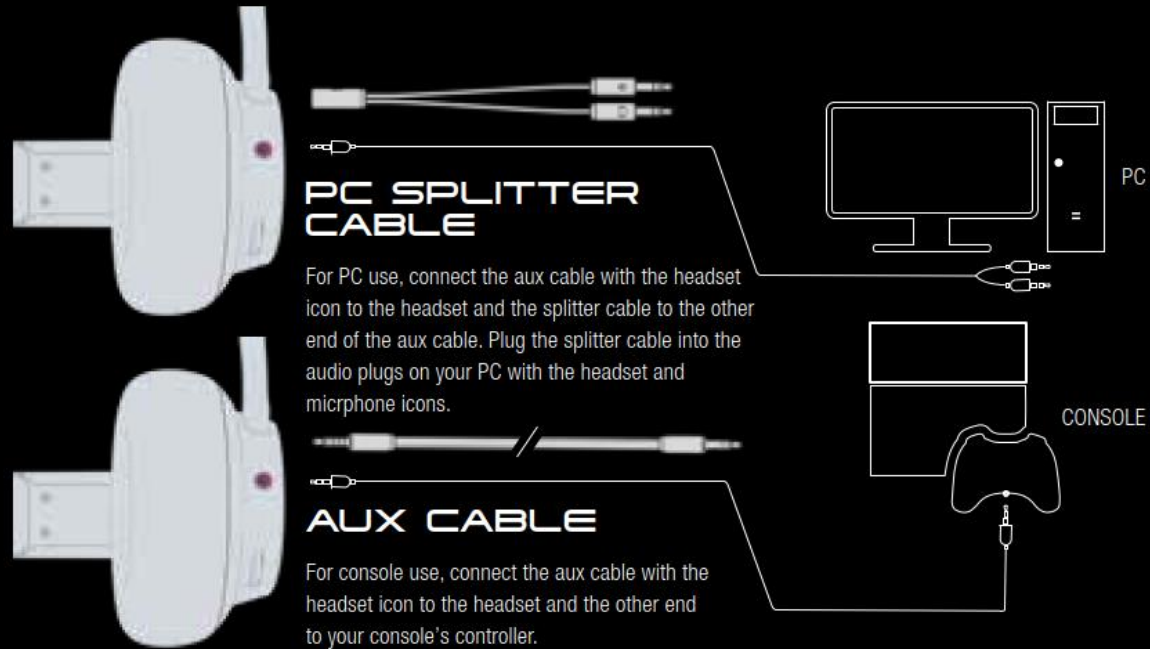 PC SPLITTER
CABLE
For PC use, connect the aux cable with the headset
icon to the headset and the splitter cable to the other
end of the aux cable. Plug the splitter cable into the
audio plugs on your PC with the headset and
micrphone icons.
PC
CONSOLE
AUX CABLE
For console use, connect the aux cable with the
headset icon to the headset and the other end
to your console's controller.